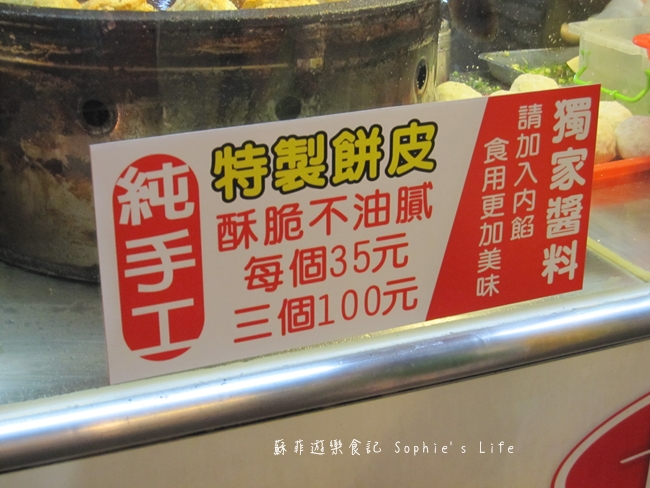 純手工
特製餅皮
酥脆不油膩
每個35元
三個100元
獨家醬料
請加入內餡
食用更加美味
蘇菲遊樂食記 Sophie's Life